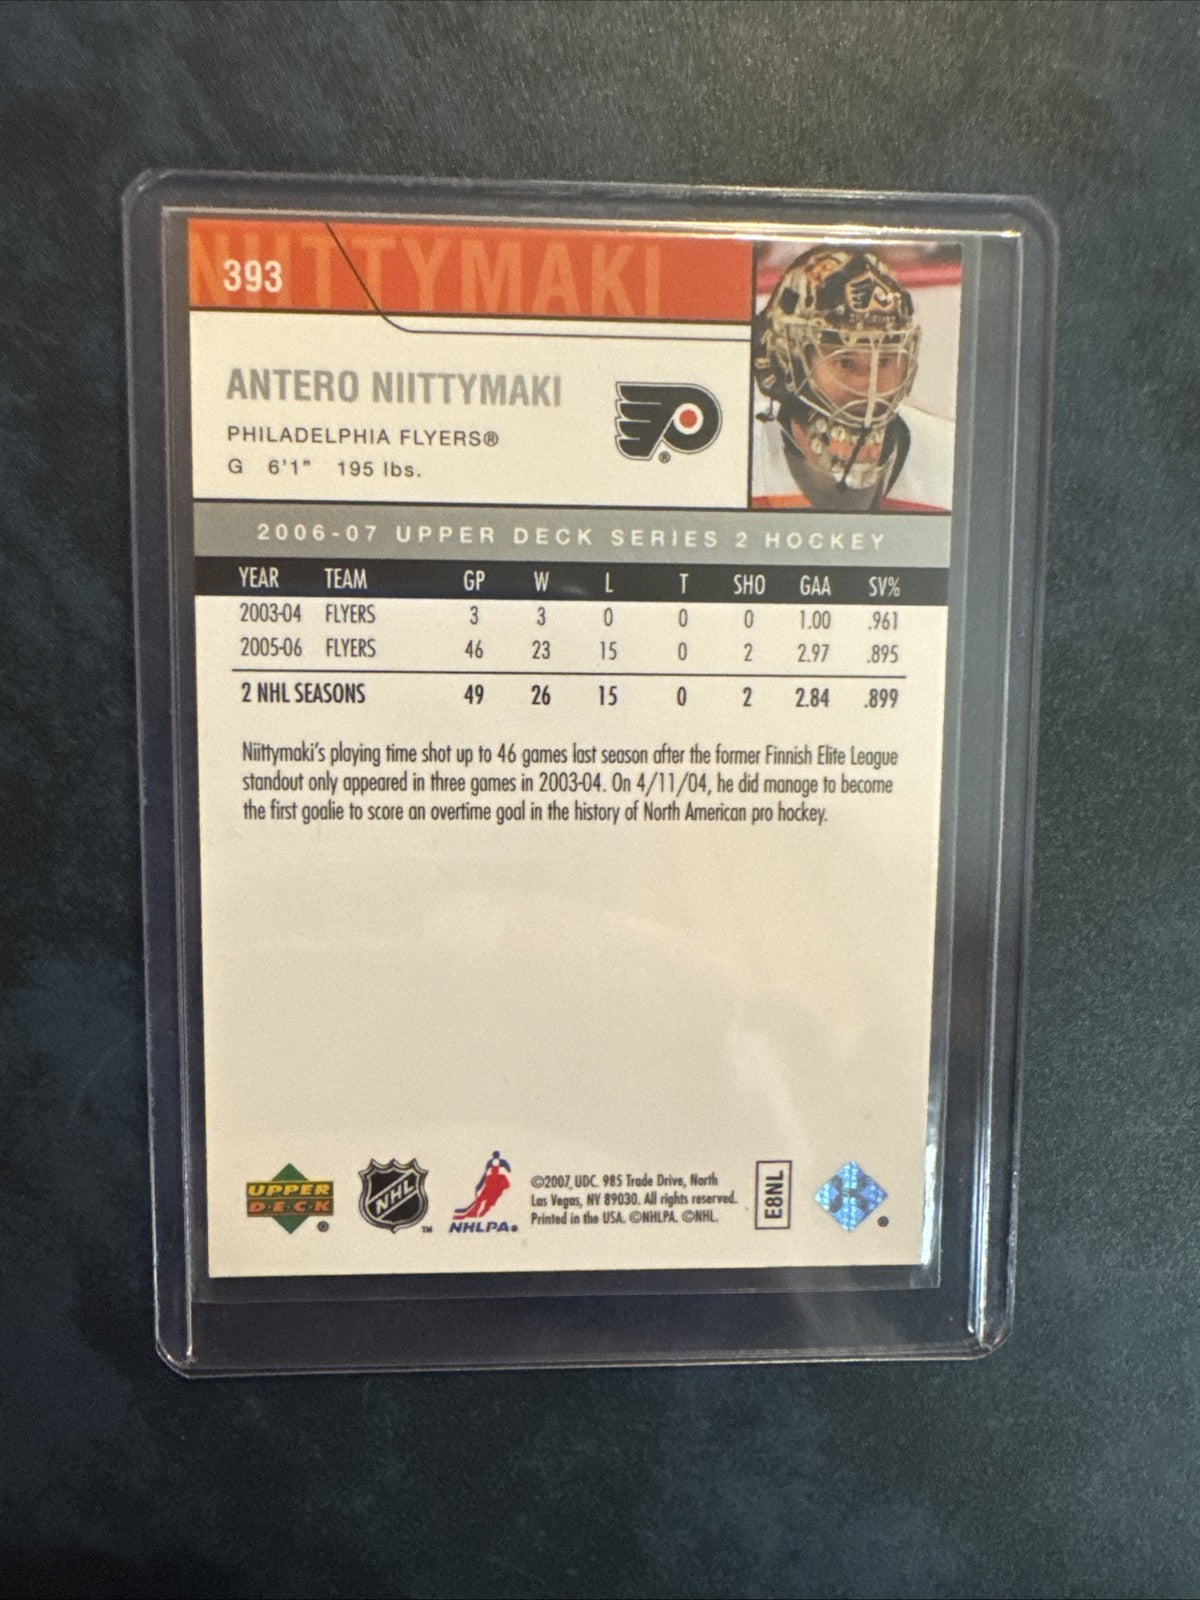 NIITTYMAKI
393
ANTERO NIITTYMAKI
PHILADELPHIA FLYERS®
G 6'1" 195 lbs.
2006-07 UPPER DECK SERIES 2 HOCKEY
YEAR TEAM GP W L T SHO GAA SV%
2003-04 FLYERS 3 3 0 0 0 1.00 .961
2005-06 FLYERS 46 23 15 0 2 2.97 .895
2 NHL SEASONS 49 26 15 0 2 2.84 .899
Niittymaki's playing time shot up to 46 games last season after the former Finnish Elite League
standout only appeared in three games in 2003-04. On 4/11/04, he did manage to become
the first goalie to score an overtime goal in the history of North American pro hockey.
UPPER
D·E·C·K
®
NHL
™
NHLPA®
©2007 UDC. 985 Trade Drive, North
Las Vegas, NV 89030. All rights reserved.
Printed in the USA. ©NHLPA. ©NHL.
E8NL